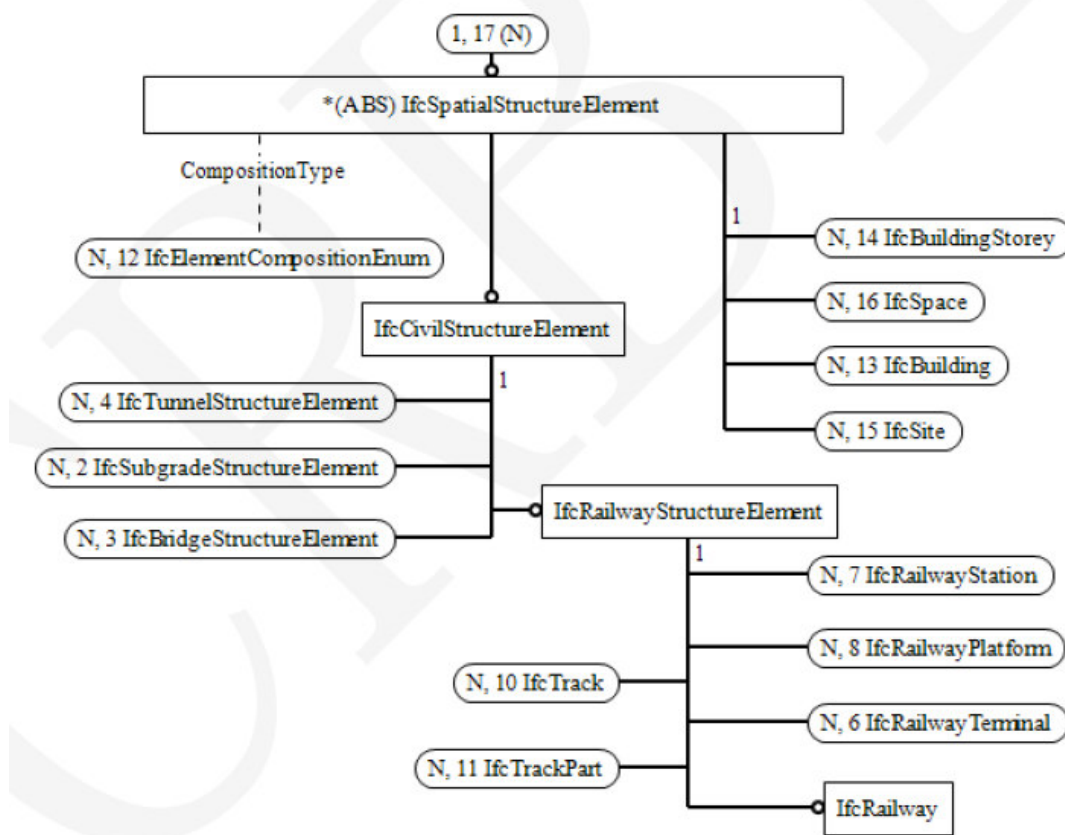 1, 17 (N)
*(ABS) IfcSpatialStructureElement
CompositionType
1
N, 14 IfcBuildingStorey
N, 12 IfcElementCompositionEnum
N, 16 IfcSpace
IfcCivilStructureElement
N, 13 IfcBuilding
1
N, 4 IfcTunnelStructureElement
N, 15 IfcSite
N, 2 IfcSubgradeStructureElement
IfcRailwayStructureElement
N, 3 IfcBridgeStructureElement
1
N, 7 IfcRailwayStation
N, 8 IfcRailwayPlatform
N, 10 IfcTrack
N, 6 IfcRailwayTerminal
N, 11 IfcTrackPart
IfcRailway